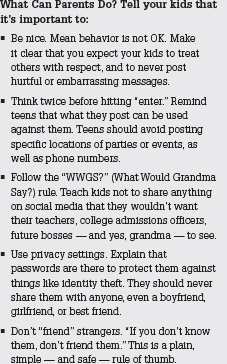 What Can Parents Do? Tell your kids that
it's important to:
▪ Be nice. Mean behavior is not OK. Make
it clear that you expect your kids to treat
others with respect, and to never post
hurtful or embarrassing messages.
▪ Think twice before hitting “enter.” Remind
teens that what they post can be used
against them. Teens should avoid posting
specific locations of parties or events, as
well as phone numbers.
▪ Follow the “WWGS?” (What Would Grandma
Say?) rule. Teach kids not to share anything
on social media that they wouldn't want
their teachers, college admissions officers,
future bosses — and yes, grandma — to see.
▪ Use privacy settings. Explain that
passwords are there to protect them against
things like identity theft. They should never
share them with anyone, even a boyfriend,
girlfriend, or best friend.
▪ Don't “friend” strangers. “If you don't know
them, don't friend them.” This is a plain,
simple — and safe — rule of thumb.